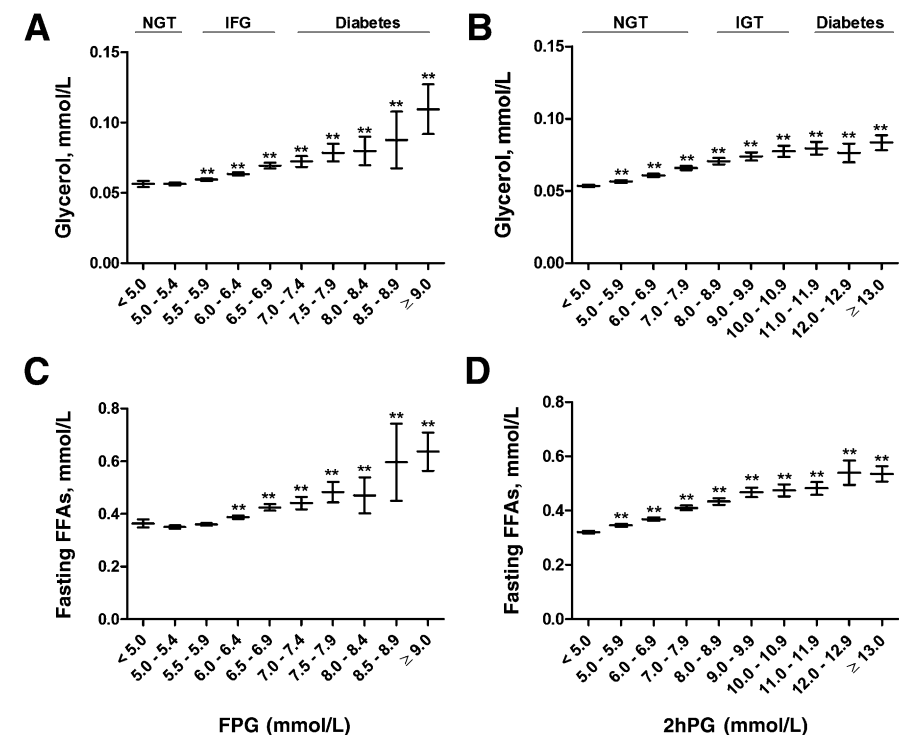 A
NGT IFG Diabetes
Glycerol, mmol/L
0.15
0.10
0.05
0.00
** ** ** ** ** ** ** **
< 5.0
5.0 - 5.4
5.5 - 5.9
6.0 - 6.4
6.5 - 6.9
7.0 - 7.4
7.5 - 7.9
8.0 - 8.4
8.5 - 8.9
≥ 9.0
B
NGT IGT Diabetes
Glycerol, mmol/L
0.15
0.10
0.05
0.00
** ** ** ** ** ** ** ** **
< 5.0
5.0 - 5.9
6.0 - 6.9
7.0 - 7.9
8.0 - 8.9
9.0 - 9.9
10.0 - 10.9
11.0 - 11.9
12.0 - 12.9
≥ 13.0
C
Fasting FFAs, mmol/L
0.8
0.6
0.4
0.2
0.0
** ** ** ** ** ** **
< 5.0
5.0 - 5.4
5.5 - 5.9
6.0 - 6.4
6.5 - 6.9
7.0 - 7.4
7.5 - 7.9
8.0 - 8.4
8.5 - 8.9
≥ 9.0
FPG (mmol/L)
D
Fasting FFAs, mmol/L
0.8
0.6
0.4
0.2
0.0
** ** ** ** ** ** ** ** **
< 5.0
5.0 - 5.9
6.0 - 6.9
7.0 - 7.9
8.0 - 8.9
9.0 - 9.9
10.0 - 10.9
11.0 - 11.9
12.0 - 12.9
≥ 13.0
2hPG (mmol/L)